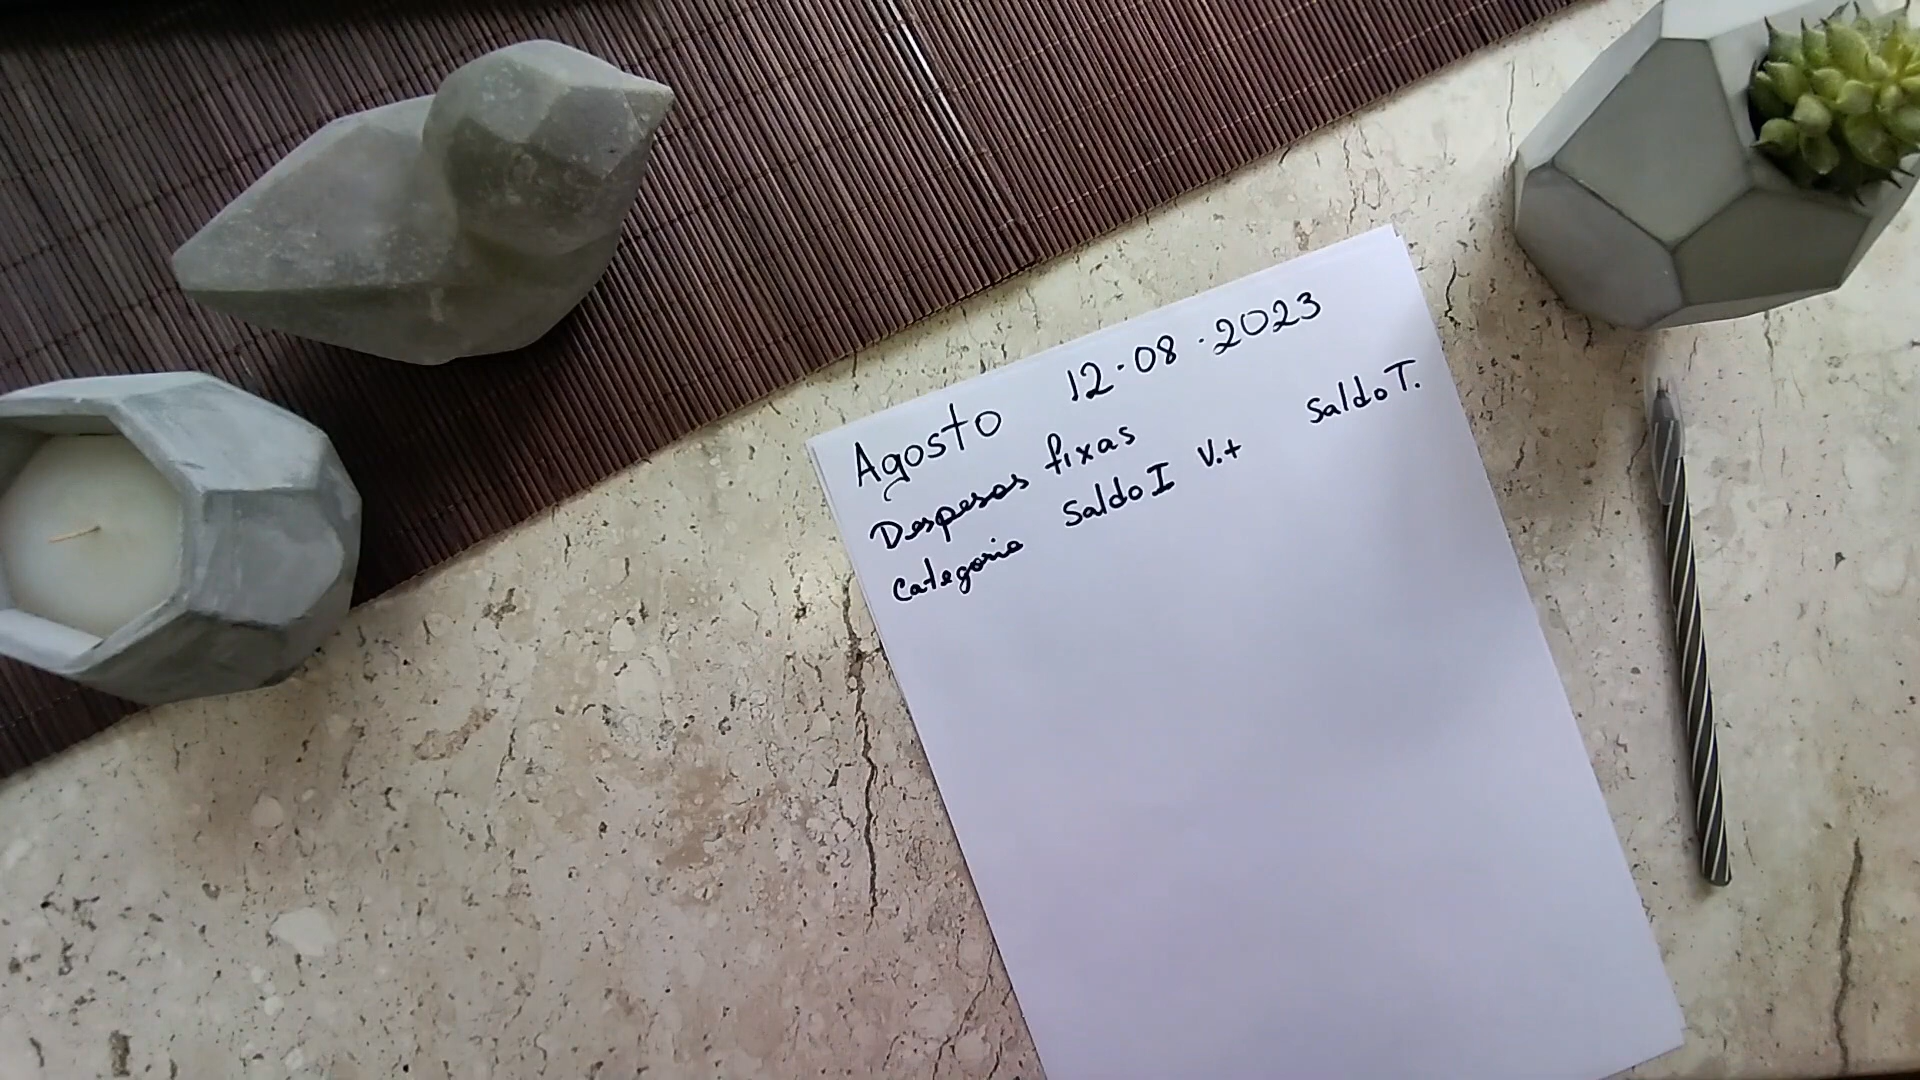 Agosto 12.08.2023
Despesas fixas
Categoria Saldo I V.+ Saldo T.